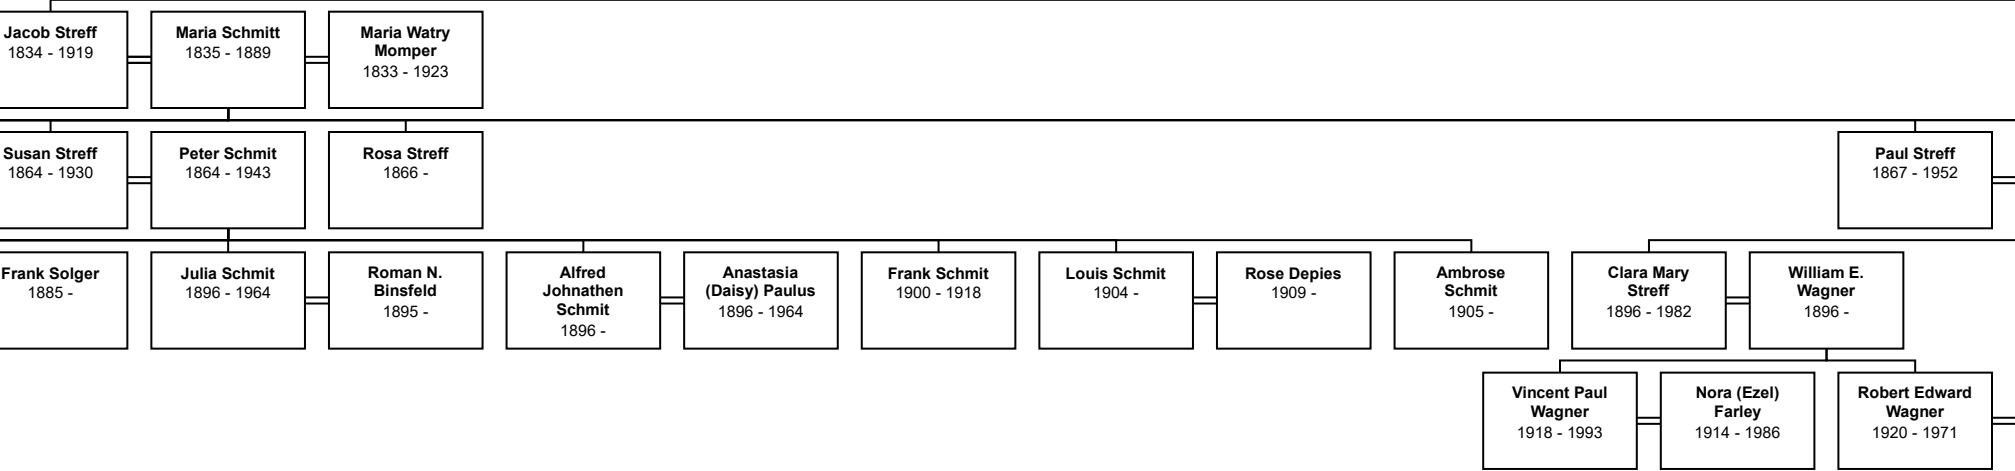 Jacob Streff
1834 - 1919
Maria Schmitt
1835 - 1889
Maria Watry
Momper
1833 - 1923
Susan Streff
1864 - 1930
Peter Schmit
1864 - 1943
Rosa Streff
1866 -
Paul Streff
1867 - 1952
Frank Solger
1885 -
Julia Schmit
1896 - 1964
Roman N.
Binsfeld
1895 -
Alfred
Johnathen
Schmit
1896 -
Anastasia
(Daisy) Paulus
1896 - 1964
Frank Schmit
1900 - 1918
Louis Schmit
1904 -
Rose Depies
1909 -
Ambrose
Schmit
1905 -
Clara Mary
Streff
1896 - 1982
William E.
Wagner
1896 -
Vincent Paul
Wagner
1918 - 1993
Nora (Ezel)
Farley
1914 - 1986
Robert Edward
Wagner
1920 - 1971